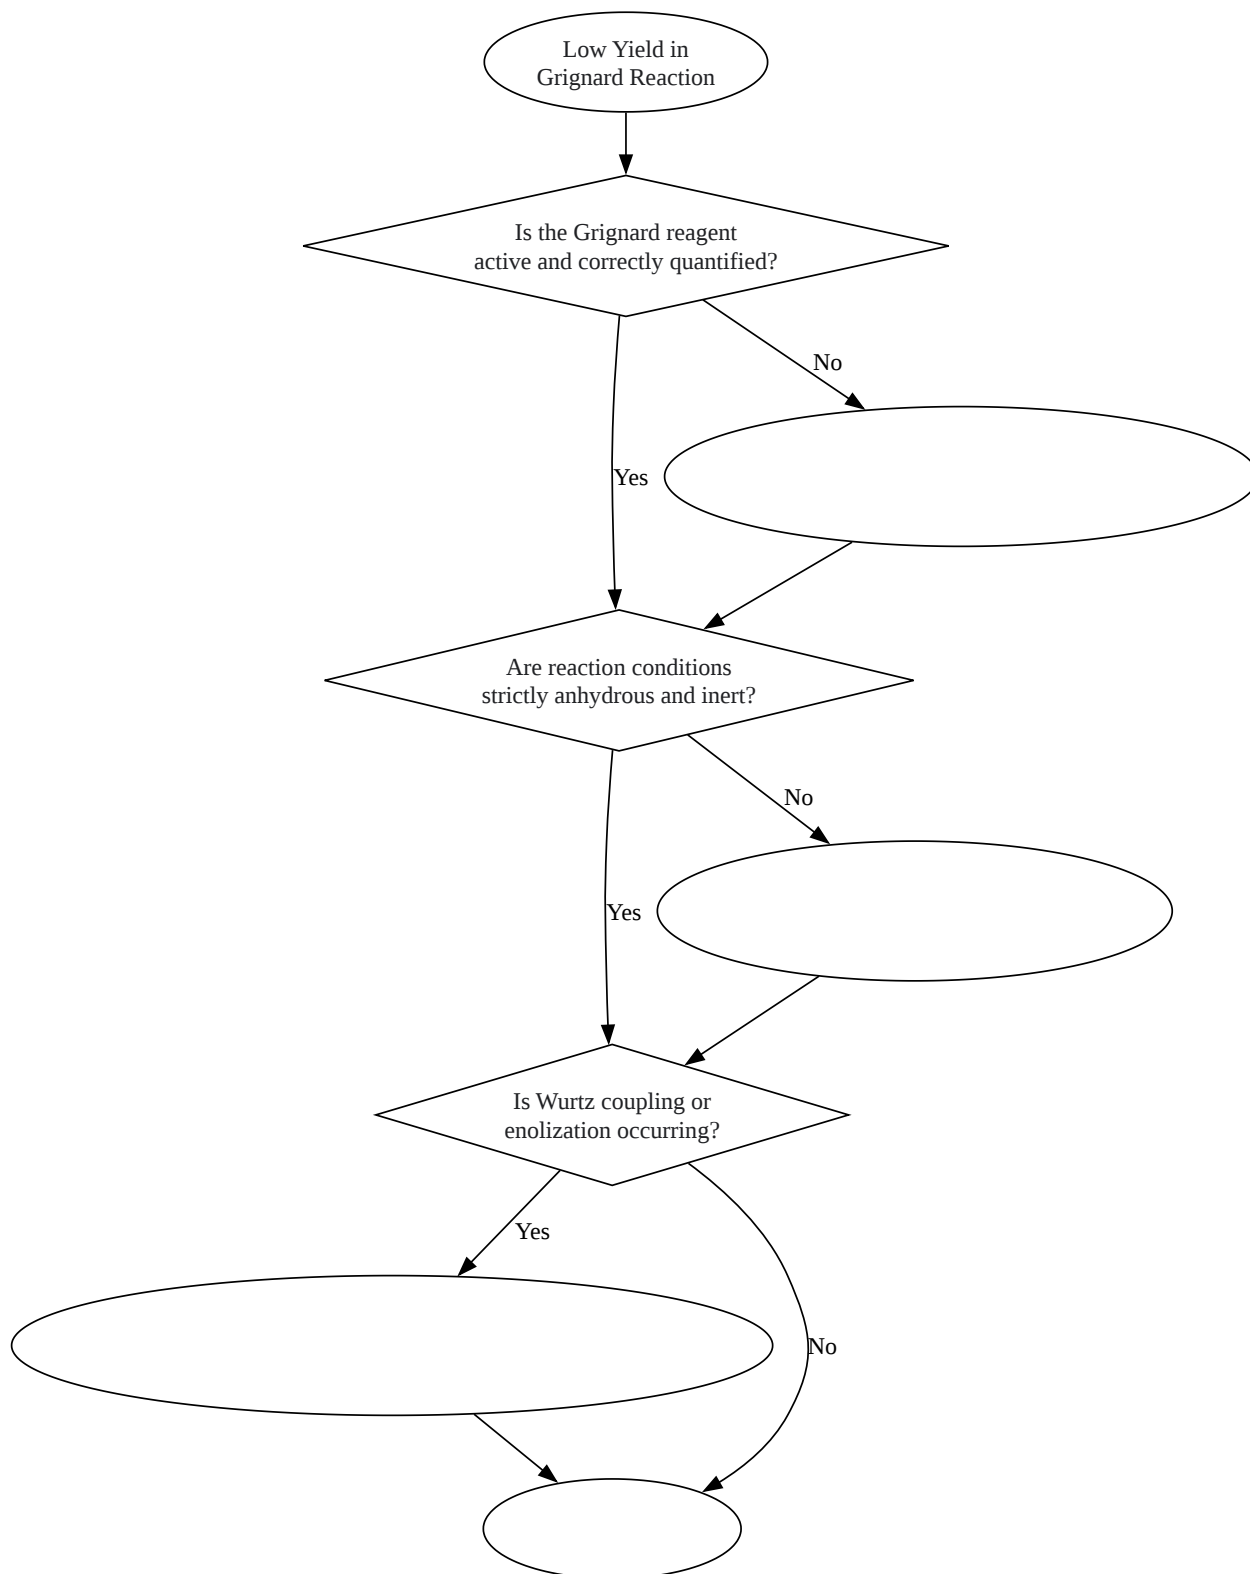 Low Yield in
Grignard Reaction
Is the Grignard reagent
active and correctly quantified?
No
Yes
Are reaction conditions
strictly anhydrous and inert?
No
Yes
Is Wurtz coupling or
enolization occurring?
Yes
No